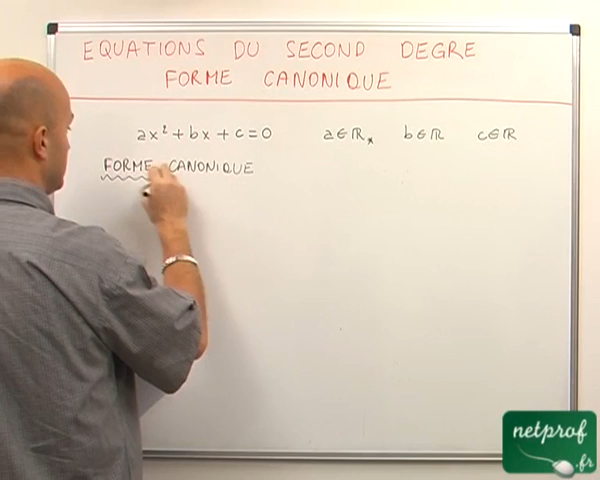 EQUATIONS DU SECOND DEGRE
FORME CANONIQUE
ax²+bx+c=0 a∈ℝ* b∈ℝ c∈ℝ
FORME CANONIQUE
netprof
.fr